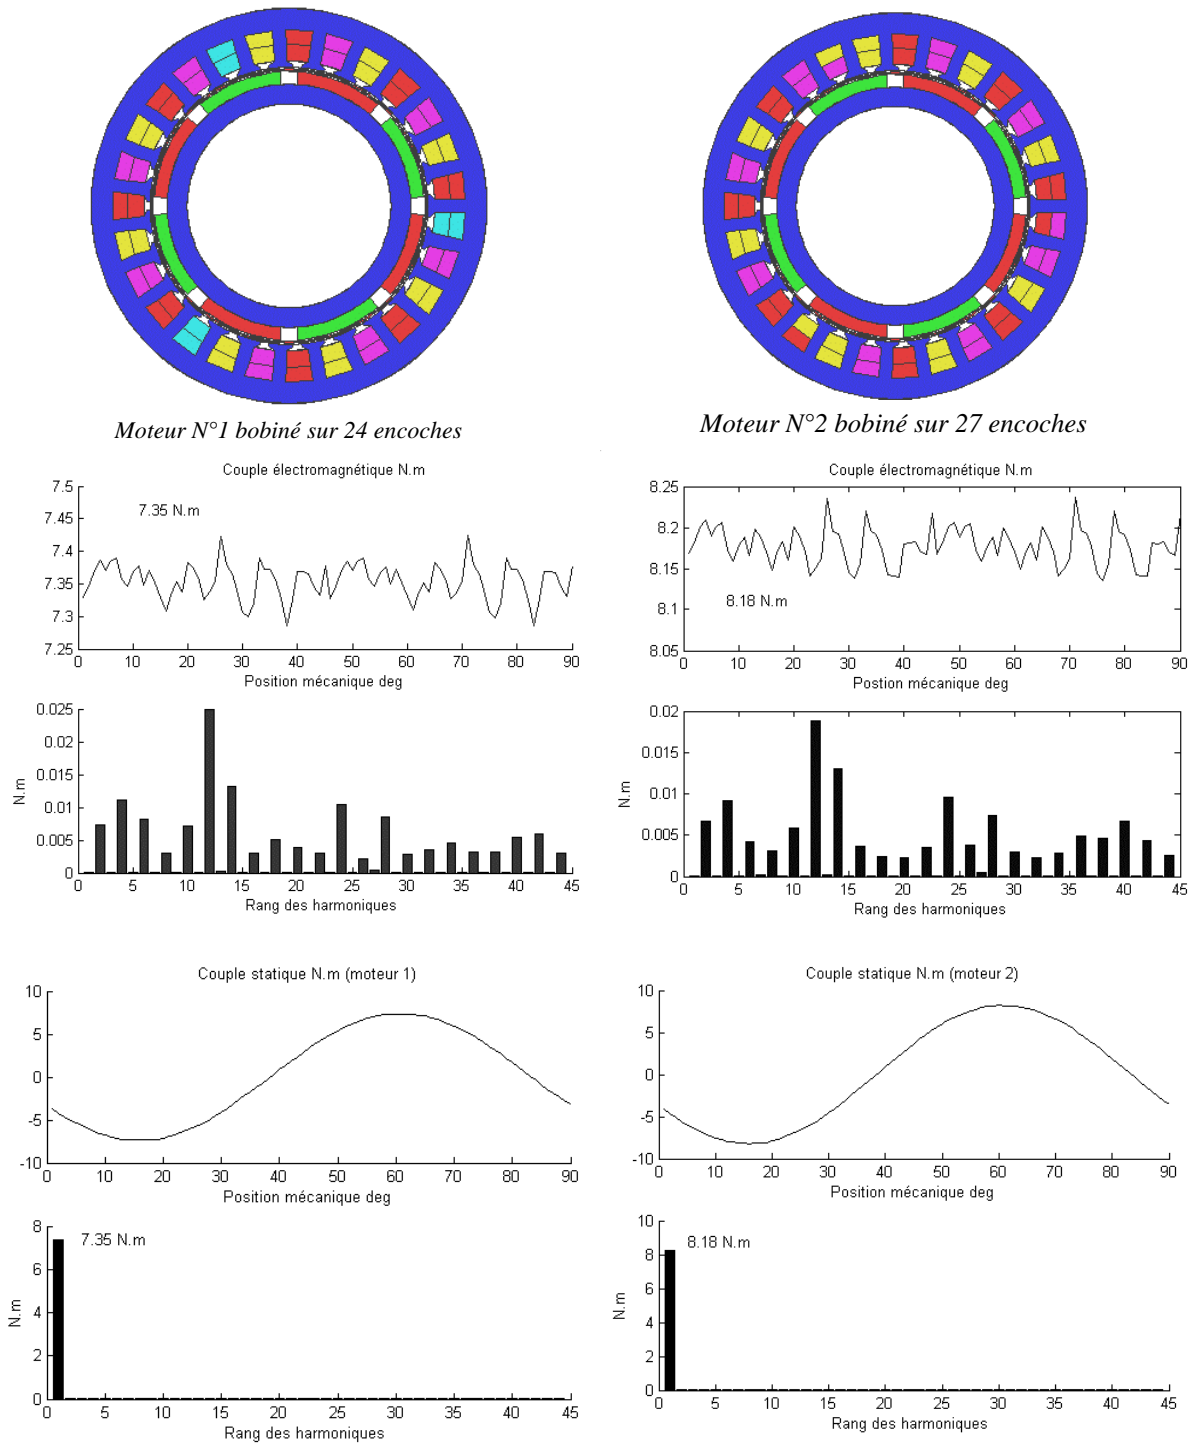 Moteur N°1 bobiné sur 24 encoches
Moteur N°2 bobiné sur 27 encoches
Couple électromagnétique N.m
7.5
7.45
7.4
7.35
7.3
7.25
7.35 N.m
0 10 20 30 40 50 60 70 80 90
Position mécanique deg
Couple électromagnétique N.m
8.25
8.2
8.15
8.1
8.05
8.18 N.m
0 10 20 30 40 50 60 70 80 90
Postion mécanique deg
0.025
0.02
0.015
0.01
0.005
0
N.m
0 5 10 15 20 25 30 35 40 45
Rang des harmoniques
0.02
0.015
0.01
0.005
0
N.m
0 5 10 15 20 25 30 35 40 45
Rang des harmoniques
Couple statique N.m (moteur 1)
10
5
0
-5
-10
0 10 20 30 40 50 60 70 80 90
Position mécanique deg
Couple statique N.m (moteur 2)
10
5
0
-5
-10
0 10 20 30 40 50 60 70 80 90
Position mécanique deg
8
6
4
2
0
N.m
7.35 N.m
0 5 10 15 20 25 30 35 40 45
Rang des harmoniques
10
8
6
4
2
0
N.m
8.18 N.m
0 5 10 15 20 25 30 35 40 45
Rang des harmoniques